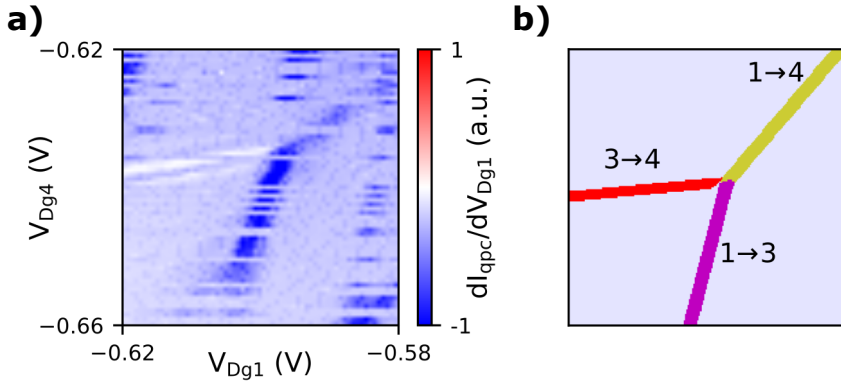 a)
−0.62
−0.66
V_Dg4 (V)
−0.62
−0.58
V_Dg1 (V)
1
-1
dI_qpc/dV_Dg1 (a.u.)
b)
1→4
3→4
1→3